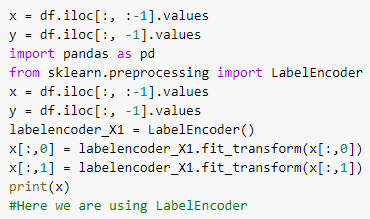 x = df.iloc[:, :-1].values
y = df.iloc[:, -1].values
import pandas as pd
from sklearn.preprocessing import LabelEncoder
x = df.iloc[:, :-1].values
y = df.iloc[:, -1].values
labelencoder_X1 = LabelEncoder()
x[:,0] = labelencoder_X1.fit_transform(x[:,0])
x[:,1] = labelencoder_X1.fit_transform(x[:,1])
print(x)
#Here we are using LabelEncoder